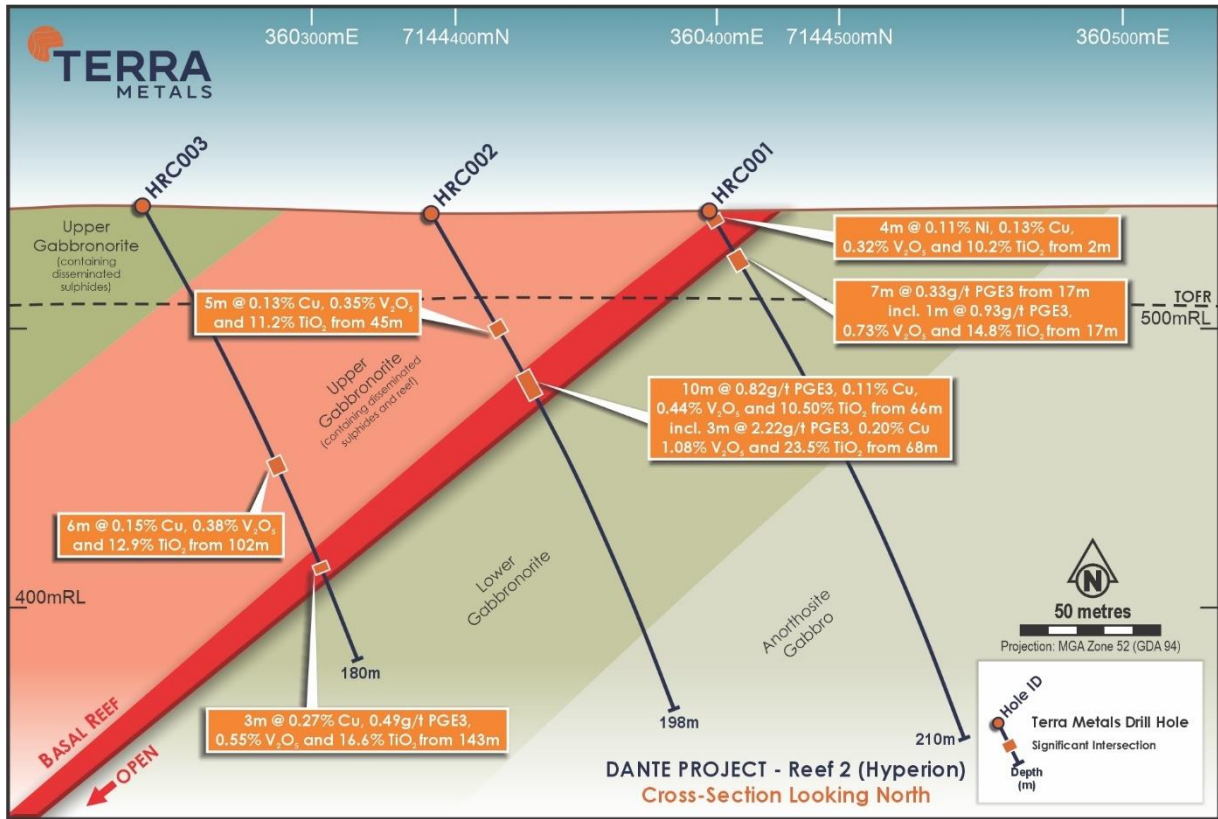 360300mE
7144400mN
360400mE
7144500mN
360500mE
TERRA
METALS
HRC003
HRC002
HRC001
Upper
Gabbronorite
(containing
disseminated
sulphides)
4m @ 0.11% Ni, 0.13% Cu,
0.32% V₂O₅ and 10.2% TiO₂ from 2m
5m @ 0.13% Cu, 0.35% V₂O₅
and 11.2% TiO₂ from 45m
7m @ 0.33g/t PGE3 from 17m
incl. 1m @ 0.93g/t PGE3,
0.73% V₂O₅ and 14.8% TiO₂ from 17m
TOFR
500mRL
Upper
Gabbronorite
(containing disseminated
sulphides and reef)
10m @ 0.82g/t PGE3, 0.11% Cu,
0.44% V₂O₅ and 10.50% TiO₂ from 66m
incl. 3m @ 2.22g/t PGE3, 0.20% Cu
1.08% V₂O₅ and 23.5% TiO₂ from 68m
6m @ 0.15% Cu, 0.38% V₂O₅
and 12.9% TiO₂ from 102m
400mRL
Lower
Gabbronorite
Anorthosite
Gabbro
N
50 metres
Projection: MGA Zone 52 (GDA 94)
180m
198m
210m
3m @ 0.27% Cu, 0.49g/t PGE3,
0.55% V₂O₅ and 16.6% TiO₂ from 143m
BASAL REEF
OPEN
DANTE PROJECT - Reef 2 (Hyperion)
Cross-Section Looking North
Hole ID
Terra Metals Drill Hole
Significant Intersection
Depth
(m)